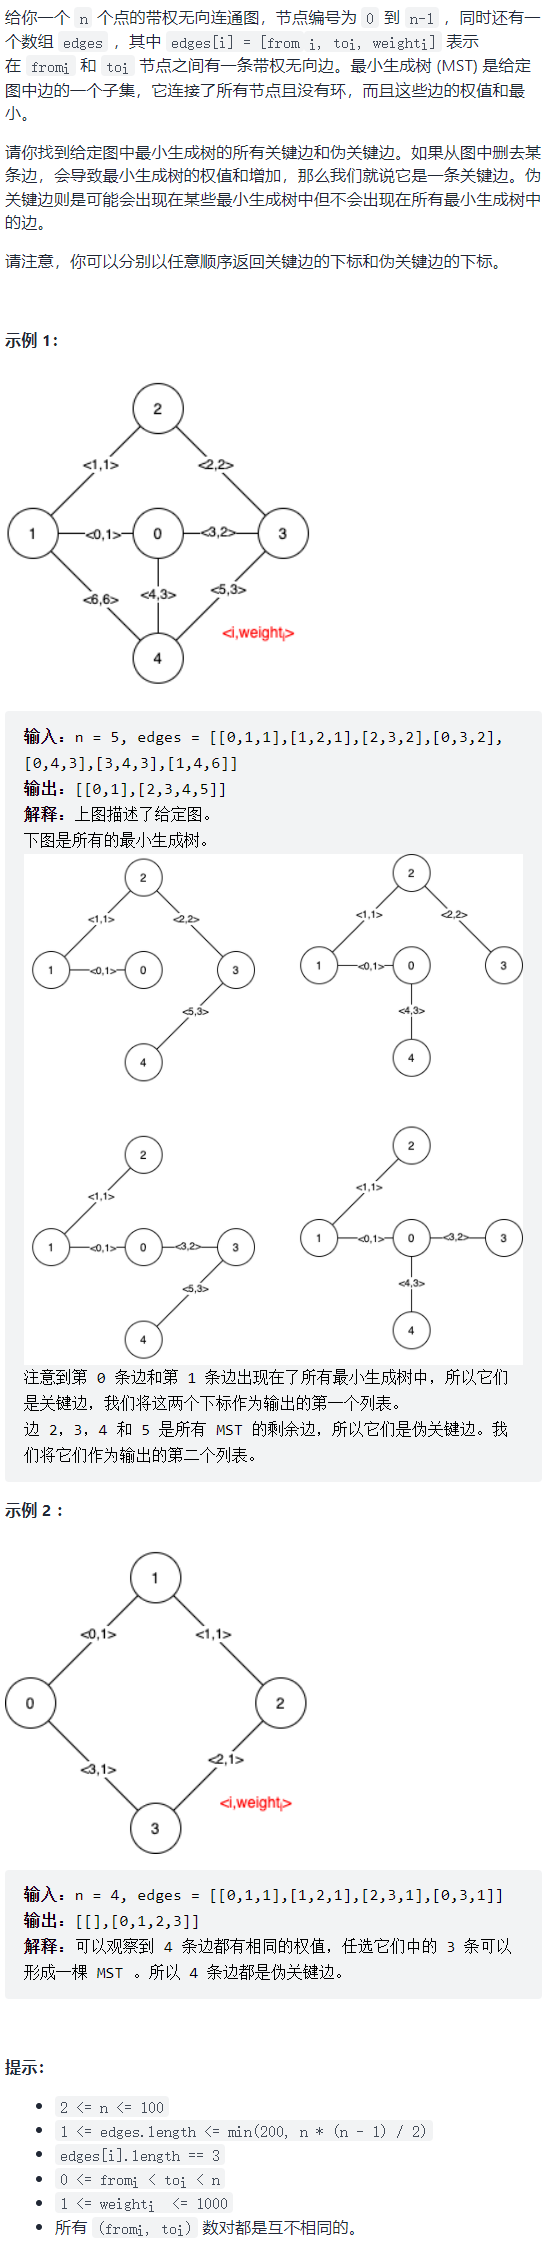 给你一个 n 个点的带权无向连通图，节点编号为 0 到 n-1 ，同时还有一
个数组 edges ，其中 edges[i] = [from i, toi, weighti] 表示
在 fromi 和 toi 节点之间有一条带权无向边。最小生成树 (MST) 是给定
图中边的一个子集，它连接了所有节点且没有环，而且这些边的权值和最
小。
请你找到给定图中最小生成树的所有关键边和伪关键边。如果从图中删去某
条边，会导致最小生成树的权值和增加，那么我们就说它是一条关键边。伪
关键边则是可能会出现在某些最小生成树中但不会出现在所有最小生成树中
的边。
请注意，你可以分别以任意顺序返回关键边的下标和伪关键边的下标。
示例 1：
2
<1,1>
<2,2>
1
<0,1>
0
<3,2>
3
<6,6>
<4,3>
<5,3>
<i,weighti>
4
输入：n = 5, edges = [[0,1,1],[1,2,1],[2,3,2],[0,3,2],
[0,4,3],[3,4,3],[1,4,6]]
输出：[[0,1],[2,3,4,5]]
解释：上图描述了给定图。
下图是所有的最小生成树。
2
<1,1>
<2,2>
1
<0,1>
0
3
<5,3>
4
2
<1,1>
<2,2>
1
<0,1>
0
3
<4,3>
4
2
<1,1>
1
<0,1>
0
<3,2>
3
<5,3>
4
2
<1,1>
1
<0,1>
0
<3,2>
3
<4,3>
4
注意到第 0 条边和第 1 条边出现在了所有最小生成树中，所以它们
是关键边，我们将这两个下标作为输出的第一个列表。
边 2，3，4 和 5 是所有 MST 的剩余边，所以它们是伪关键边。我
们将它们作为输出的第二个列表。
示例 2 ：
1
<0,1>
<1,1>
0
2
<3,1>
<2,1>
<i,weighti>
3
输入：n = 4, edges = [[0,1,1],[1,2,1],[2,3,1],[0,3,1]]
输出：[[],[0,1,2,3]]
解释：可以观察到 4 条边都有相同的权值，任选它们中的 3 条可以
形成一棵 MST 。所以 4 条边都是伪关键边。
提示：
2 <= n <= 100
1 <= edges.length <= min(200, n * (n - 1) / 2)
edges[i].length == 3
0 <= fromi < toi < n
1 <= weighti <= 1000
所有 (fromi, toi) 数对都是互不相同的。